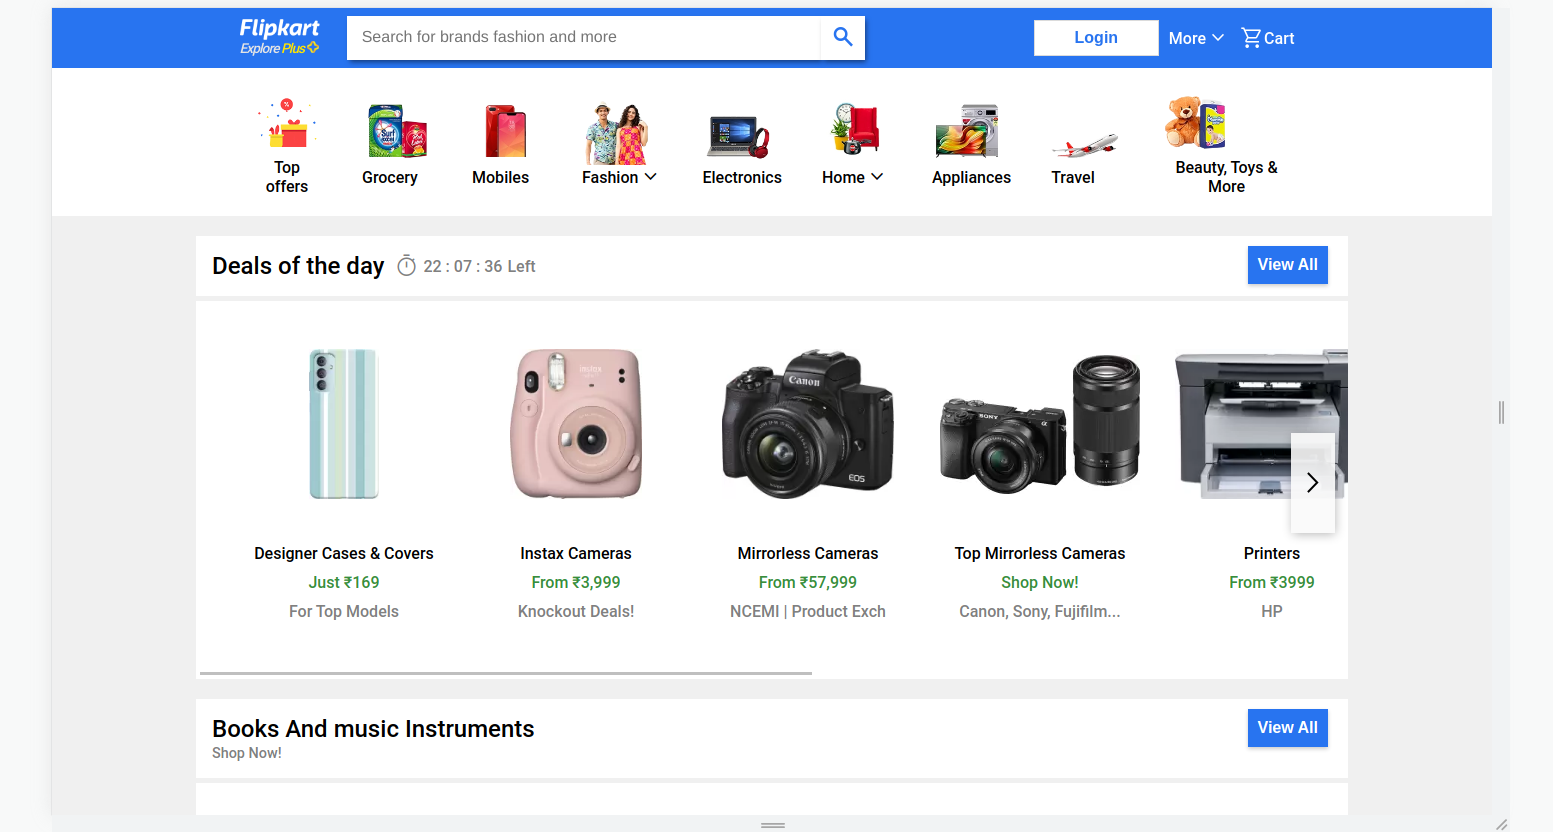 Flipkart
Explore Plus
Search for brands fashion and more
Login
More
Cart
Top
offers
Grocery
Mobiles
Fashion
Electronics
Home
Appliances
Travel
Beauty, Toys &
More
Deals of the day
22 : 07 : 36 Left
View All
instax
Canon
EOS
SONY
Designer Cases & Covers
Instax Cameras
Mirrorless Cameras
Top Mirrorless Cameras
Printers
Just ₹169
From ₹3,999
From ₹57,999
Shop Now!
From ₹3999
For Top Models
Knockout Deals!
NCEMI | Product Exch
Canon, Sony, Fujifilm...
HP
Books And music Instruments
Shop Now!
View All